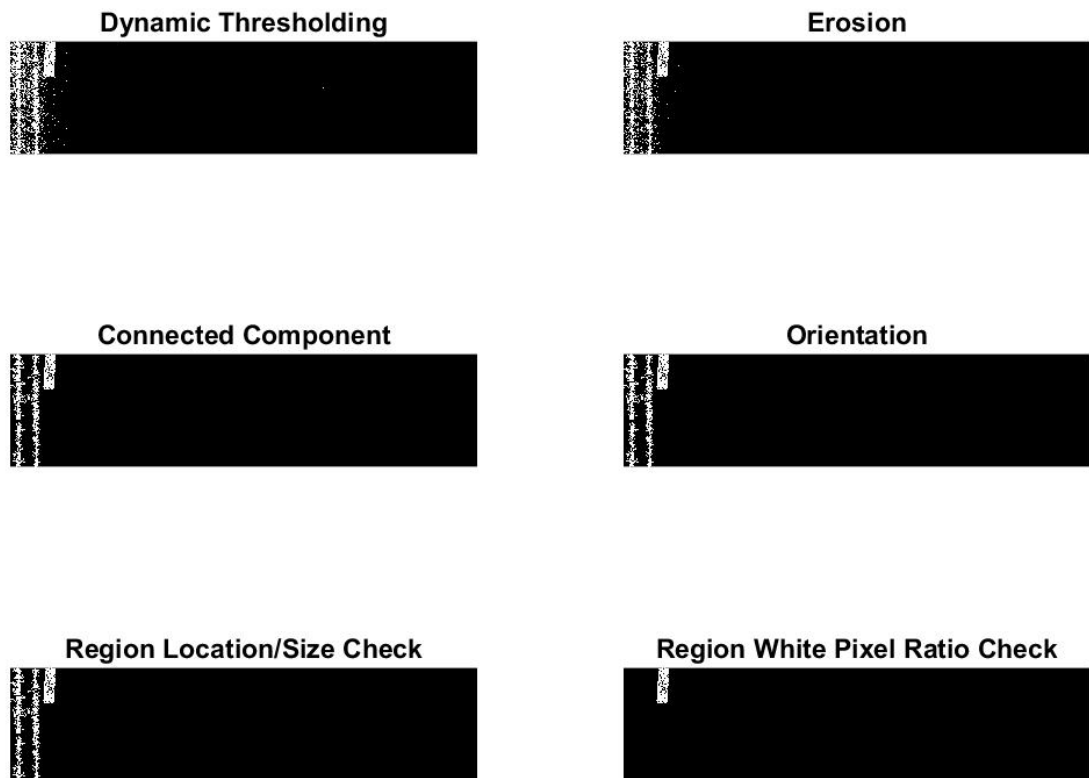 Dynamic Thresholding
Erosion
Connected Component
Orientation
Region Location/Size Check
Region White Pixel Ratio Check